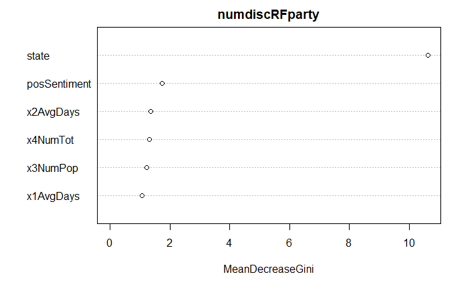 numdiscRFparty
state
posSentiment
x2AvgDays
x4NumTot
x3NumPop
x1AvgDays
0 2 4 6 8 10
MeanDecreaseGini